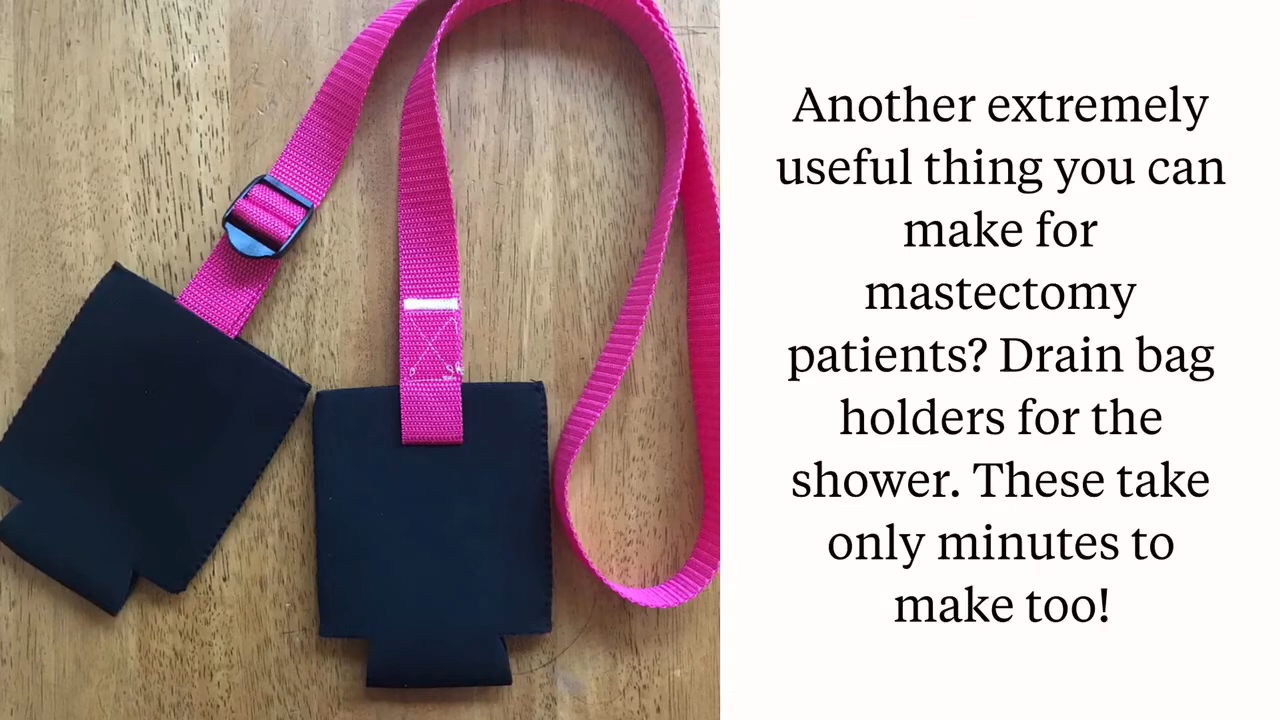 Another extremely
useful thing you can
make for
mastectomy
patients? Drain bag
holders for the
shower. These take
only minutes to
make too!